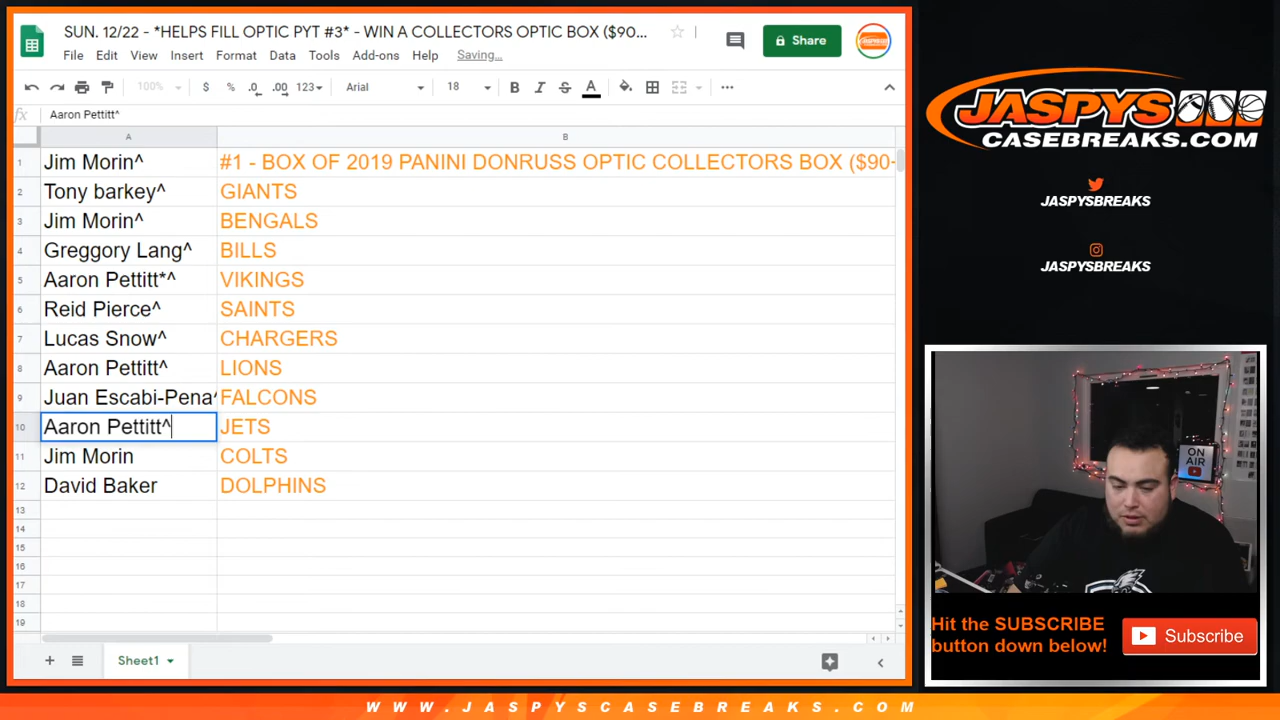 SUN. 12/22 - *HELPS FILL OPTIC PYT #3* - WIN A COLLECTORS OPTIC BOX ($90...
File Edit View Insert Format Data Tools Add-ons Help Saving...
Share
100% $ % .0 .00 123 Arial 18 B I S A
fx Aaron Pettitt^
A B
1 Jim Morin^ #1 - BOX OF 2019 PANINI DONRUSS OPTIC COLLECTORS BOX ($90-
2 Tony barkey^ GIANTS
3 Jim Morin^ BENGALS
4 Greggory Lang^ BILLS
5 Aaron Pettitt*^ VIKINGS
6 Reid Pierce^ SAINTS
7 Lucas Snow^ CHARGERS
8 Aaron Pettitt^ LIONS
9 Juan Escabi-Pena^ FALCONS
10 Aaron Pettitt^ JETS
11 Jim Morin COLTS
12 David Baker DOLPHINS
13
14
15
16
17
18
19
Sheet1
JASPYS
CASEBREAKS.COM
JASPYSBREAKS
JASPYSBREAKS
ON AIR
Hit the SUBSCRIBE
button down below!
Subscribe
WWW.JASPYSCASEBREAKS.COM